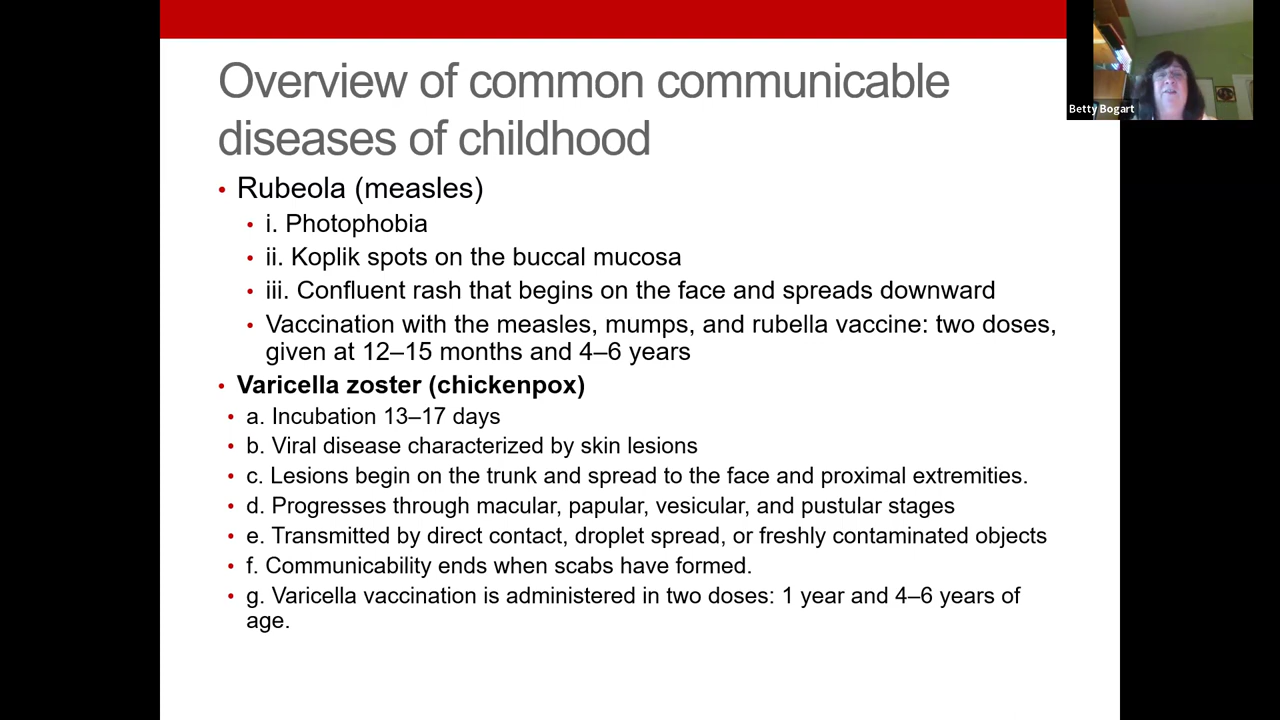 Overview of common communicable
diseases of childhood
Betty Bogart
• Rubeola (measles)
• i. Photophobia
• ii. Koplik spots on the buccal mucosa
• iii. Confluent rash that begins on the face and spreads downward
• Vaccination with the measles, mumps, and rubella vaccine: two doses,
given at 12–15 months and 4–6 years
• Varicella zoster (chickenpox)
• a. Incubation 13–17 days
• b. Viral disease characterized by skin lesions
• c. Lesions begin on the trunk and spread to the face and proximal extremities.
• d. Progresses through macular, papular, vesicular, and pustular stages
• e. Transmitted by direct contact, droplet spread, or freshly contaminated objects
• f. Communicability ends when scabs have formed.
• g. Varicella vaccination is administered in two doses: 1 year and 4–6 years of
age.